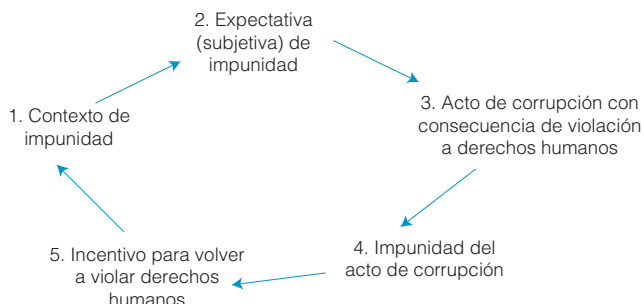 2. Expectativa
(subjetiva) de
impunidad
3. Acto de corrupción con
consecuencia de violación
a derechos humanos
1. Contexto de
impunidad
4. Impunidad del
acto de corrupción
5. Incentivo para volver
a violar derechos
humanos